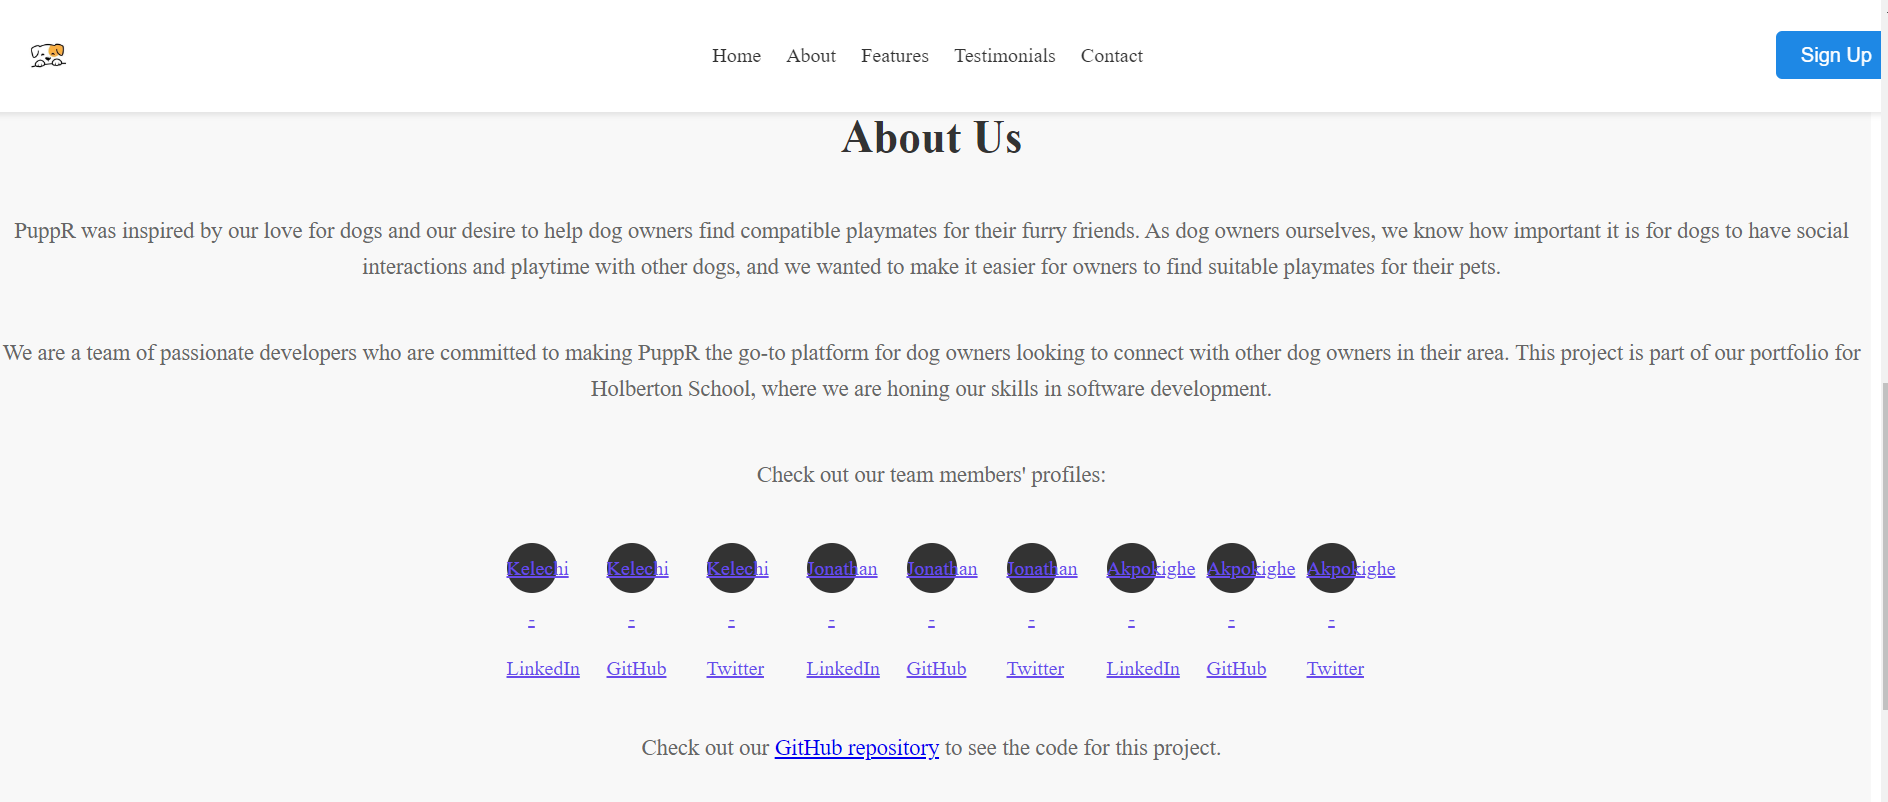 Home About Features Testimonials Contact Sign Up
About Us
PuppR was inspired by our love for dogs and our desire to help dog owners find compatible playmates for their furry friends. As dog owners ourselves, we know how important it is for dogs to have social
interactions and playtime with other dogs, and we wanted to make it easier for owners to find suitable playmates for their pets.
We are a team of passionate developers who are committed to making PuppR the go-to platform for dog owners looking to connect with other dog owners in their area. This project is part of our portfolio for
Holberton School, where we are honing our skills in software development.
Check out our team members' profiles:
Kelechi Kelechi Kelechi Jonathan Jonathan Jonathan Akpokighe Akpokighe Akpokighe
- - - - - - - - -
LinkedIn GitHub Twitter LinkedIn GitHub Twitter LinkedIn GitHub Twitter
Check out our GitHub repository to see the code for this project.